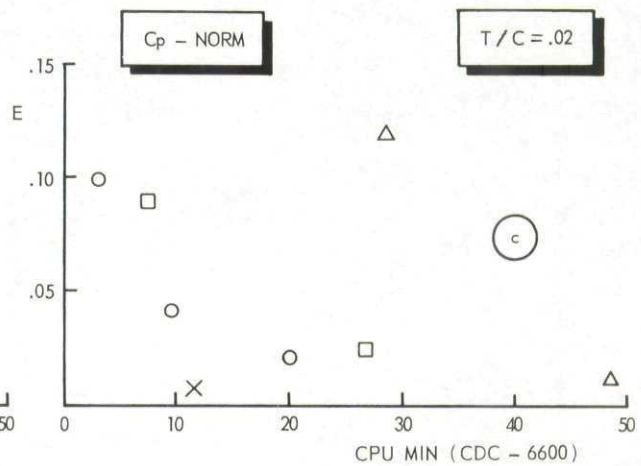 Cp – NORM
T / C = .02
.15
E
.10
c
.05
50 0 10 20 30 40 50
CPU MIN (CDC – 6600)